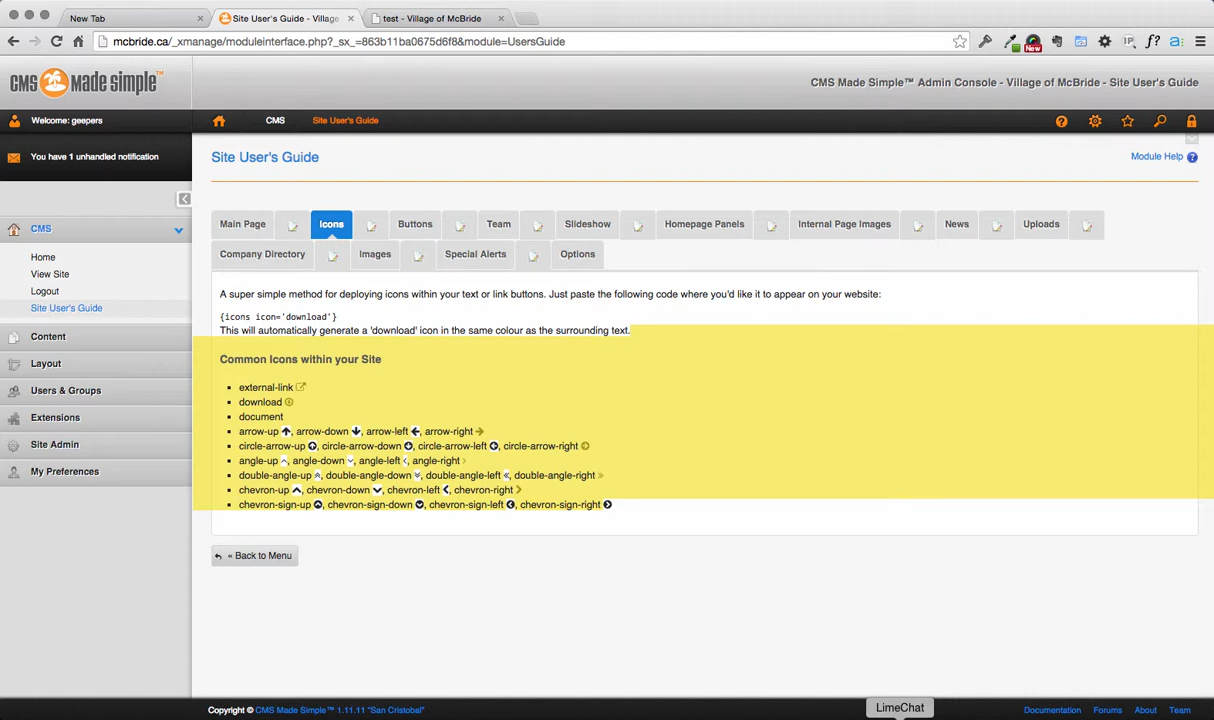 New Tab
Site User's Guide - Village
test - Village of McBride
mcbride.ca/_xmanage/moduleinterface.php?_sx_=863b11ba0675d6f8&module=UsersGuide
New
IP
f?
a:
CMS Made Simple™
CMS Made Simple™ Admin Console - Village of McBride - Site User's Guide
Welcome: geepers
CMS
Site User's Guide
You have 1 unhandled notification
Site User's Guide
Module Help
CMS
Home
View Site
Logout
Site User's Guide
Content
Layout
Users & Groups
Extensions
Site Admin
My Preferences
Main Page
Icons
Buttons
Team
Slideshow
Homepage Panels
Internal Page Images
News
Uploads
Company Directory
Images
Special Alerts
Options
A super simple method for deploying icons within your text or link buttons. Just paste the following code where you'd like it to appear on your website:
{icons icon='download'}
This will automatically generate a 'download' icon in the same colour as the surrounding text.
Common Icons within your Site
external-link
download
document
arrow-up , arrow-down , arrow-left , arrow-right
circle-arrow-up , circle-arrow-down , circle-arrow-left , circle-arrow-right
angle-up , angle-down , angle-left , angle-right
double-angle-up , double-angle-down , double-angle-left , double-angle-right
chevron-up , chevron-down , chevron-left , chevron-right
chevron-sign-up , chevron-sign-down , chevron-sign-left , chevron-sign-right
« Back to Menu
Copyright © CMS Made Simple™ 1.11.11 "San Cristobal"
LimeChat
Documentation
Forums
About
Team